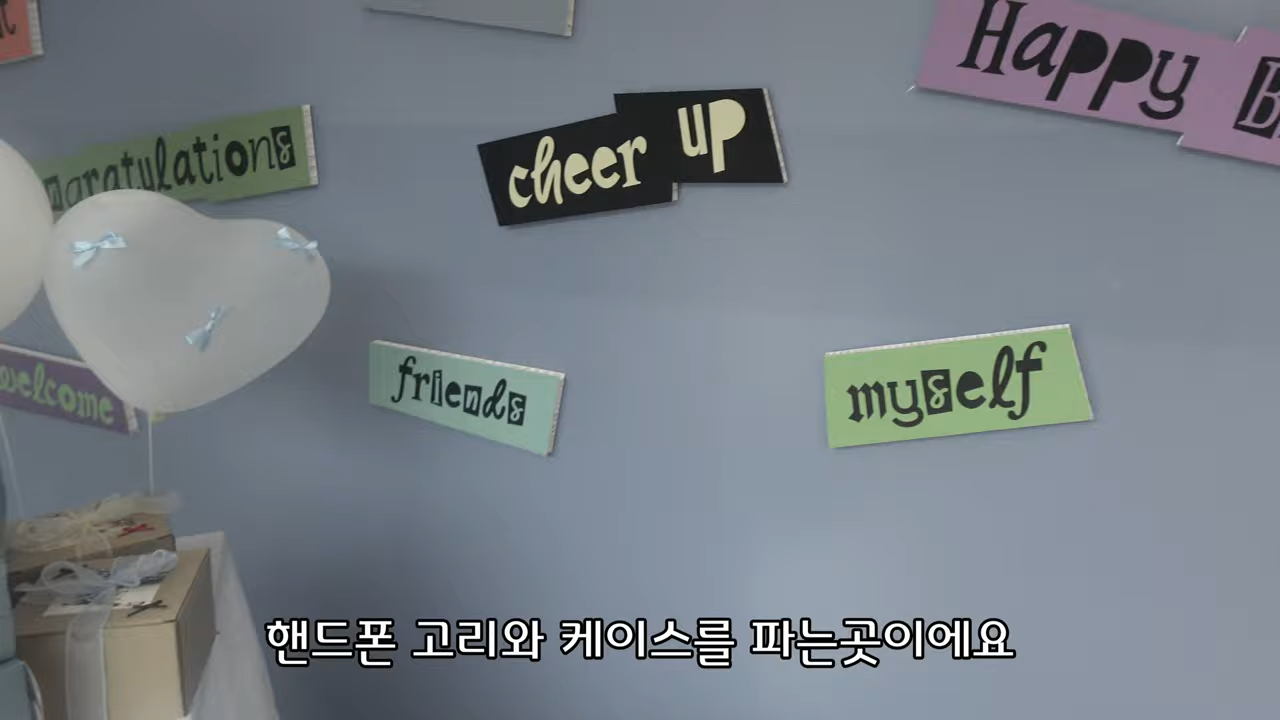 Happy
cheer up
friends
myself
welcome
핸드폰 고리와 케이스를 파는곳이에요